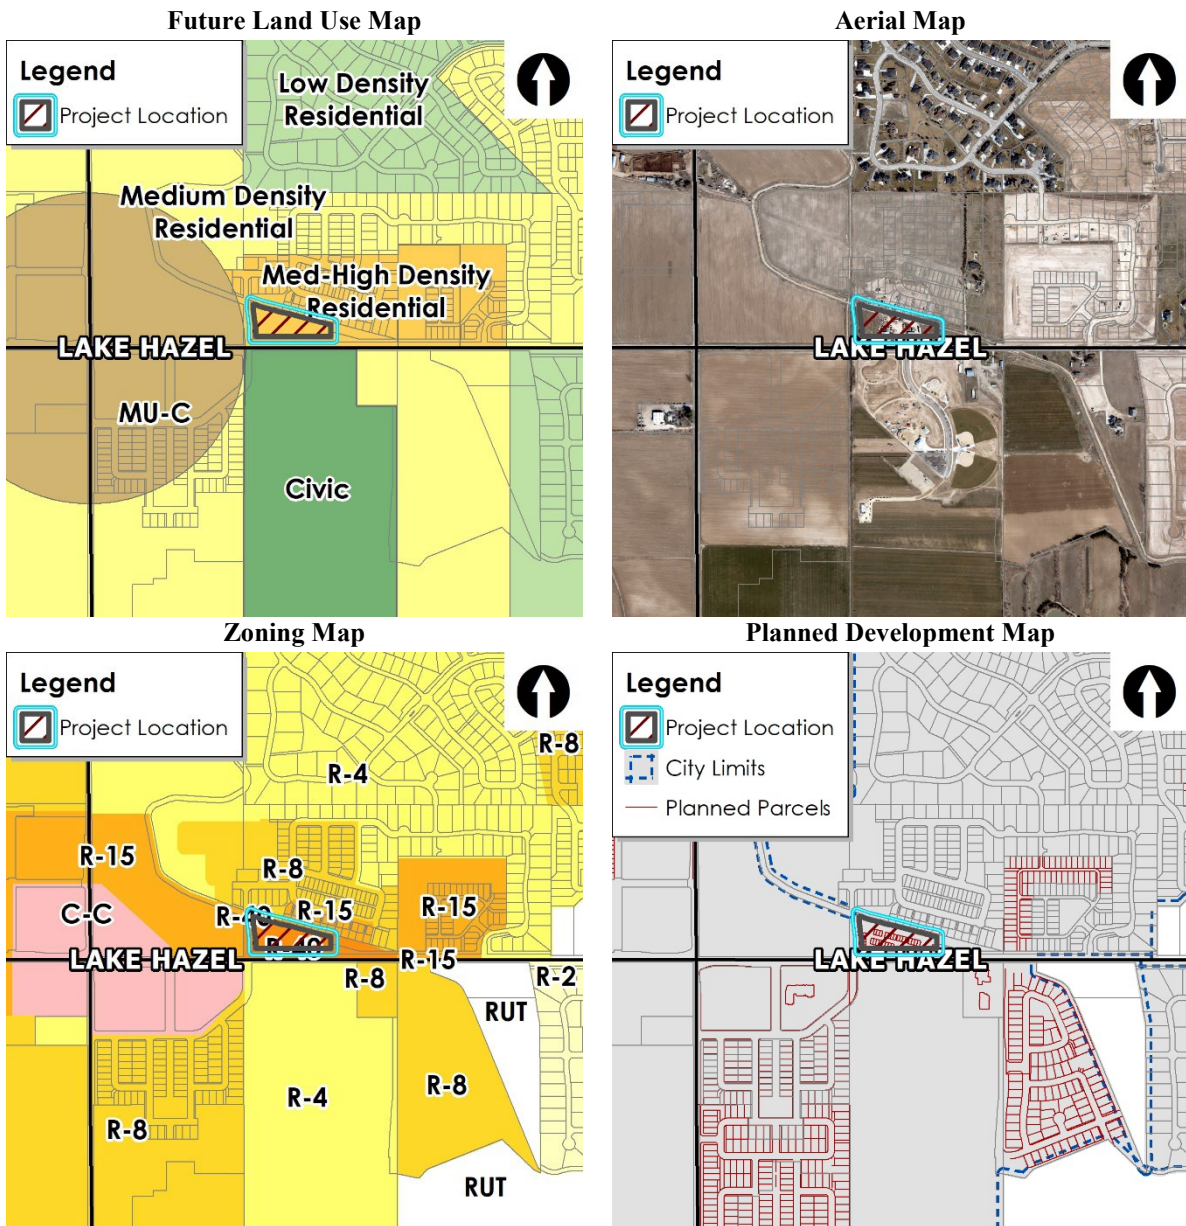 Future Land Use Map
Legend
Project Location
Low Density
Residential
Medium Density
Residential
Med-High Density
Residential
LAKE HAZEL
MU-C
Civic
Aerial Map
Legend
Project Location
LAKE HAZEL
Zoning Map
Legend
Project Location
R-8
R-4
R-15
R-8
C-C
R-40
R-15
R-15
R-40
LAKE HAZEL
R-15
R-8
R-2
RUT
R-8
R-4
R-8
RUT
Planned Development Map
Legend
Project Location
City Limits
Planned Parcels
LAKE HAZEL